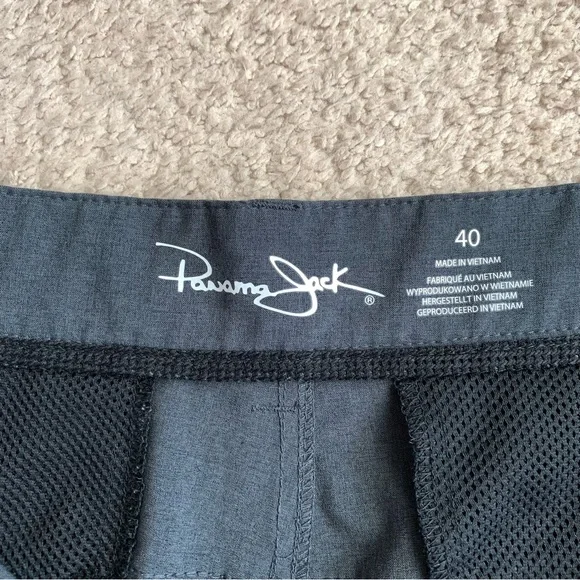 Panama Jack ®
40
MADE IN VIETNAM
FABRIQUÉ AU VIETNAM
WYPRODUKOWANO W WIETNAMIE
HERGESTELLT IN VIETNAM
GEPRODUCEERD IN VIETNAM